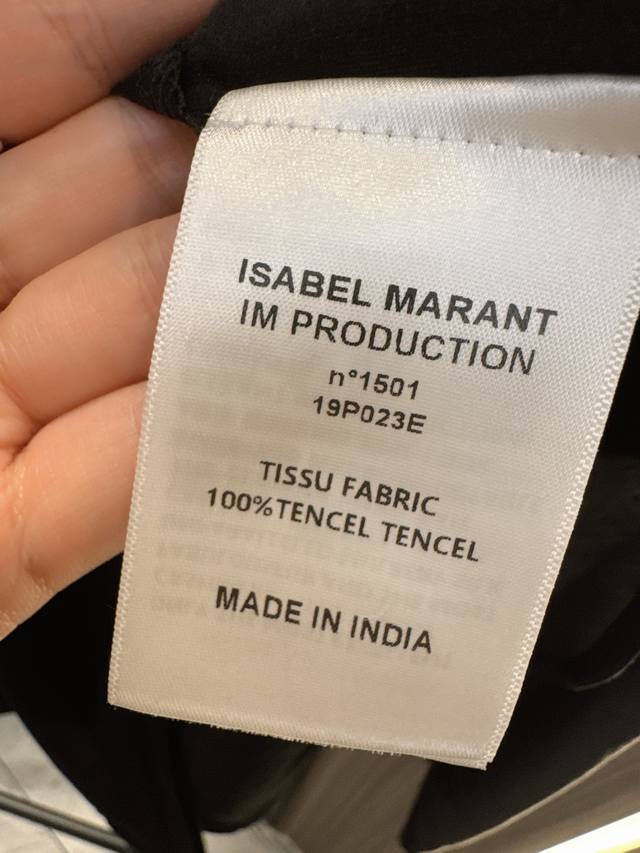 ISABEL MARANT
IM PRODUCTION
n°1501
19P023E
TISSU FABRIC
100%TENCEL TENCEL
MADE IN INDIA